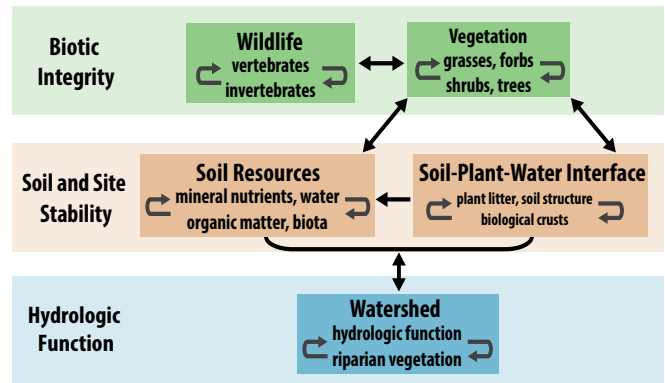 Biotic
Integrity
Wildlife
vertebrates
invertebrates
Vegetation
grasses, forbs
shrubs, trees
Soil and Site
Stability
Soil Resources
mineral nutrients, water
organic matter, biota
Soil-Plant-Water Interface
plant litter, soil structure
biological crusts
Hydrologic
Function
Watershed
hydrologic function
riparian vegetation